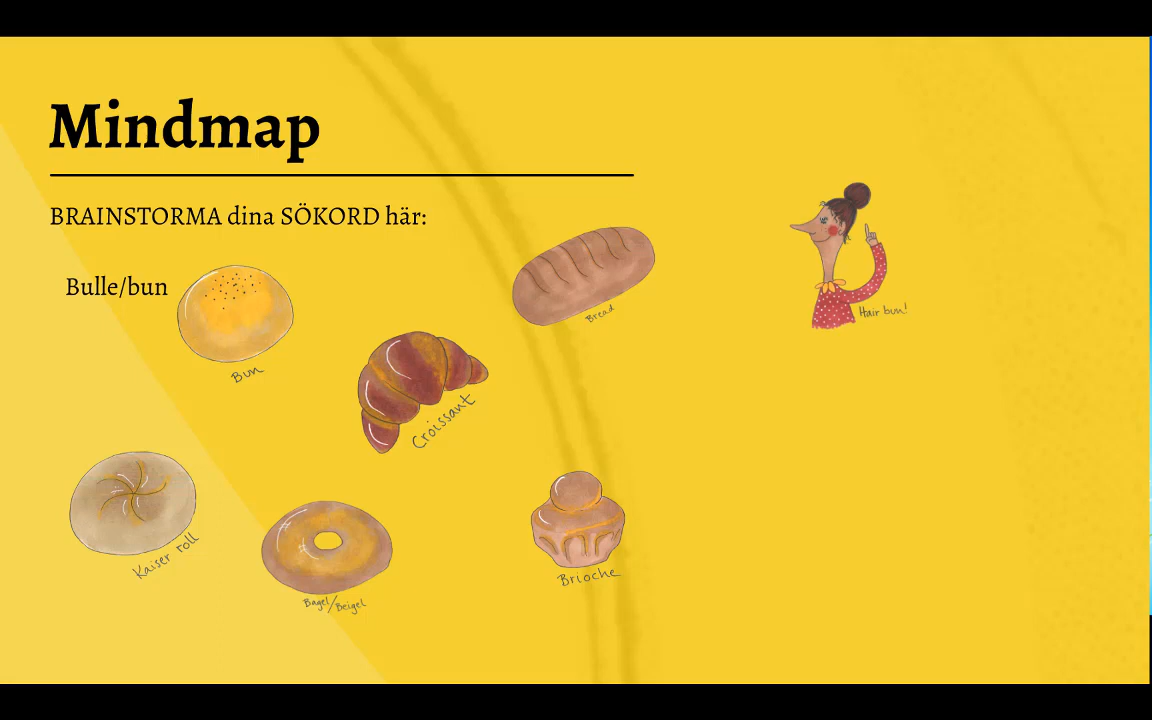 Mindmap
BRAINSTORMA dina SÖKORD här:
Bulle/bun
Bun
Bread
Hair bun!
Croissant
Kaiser roll
Bagel/Beigel
Brioche